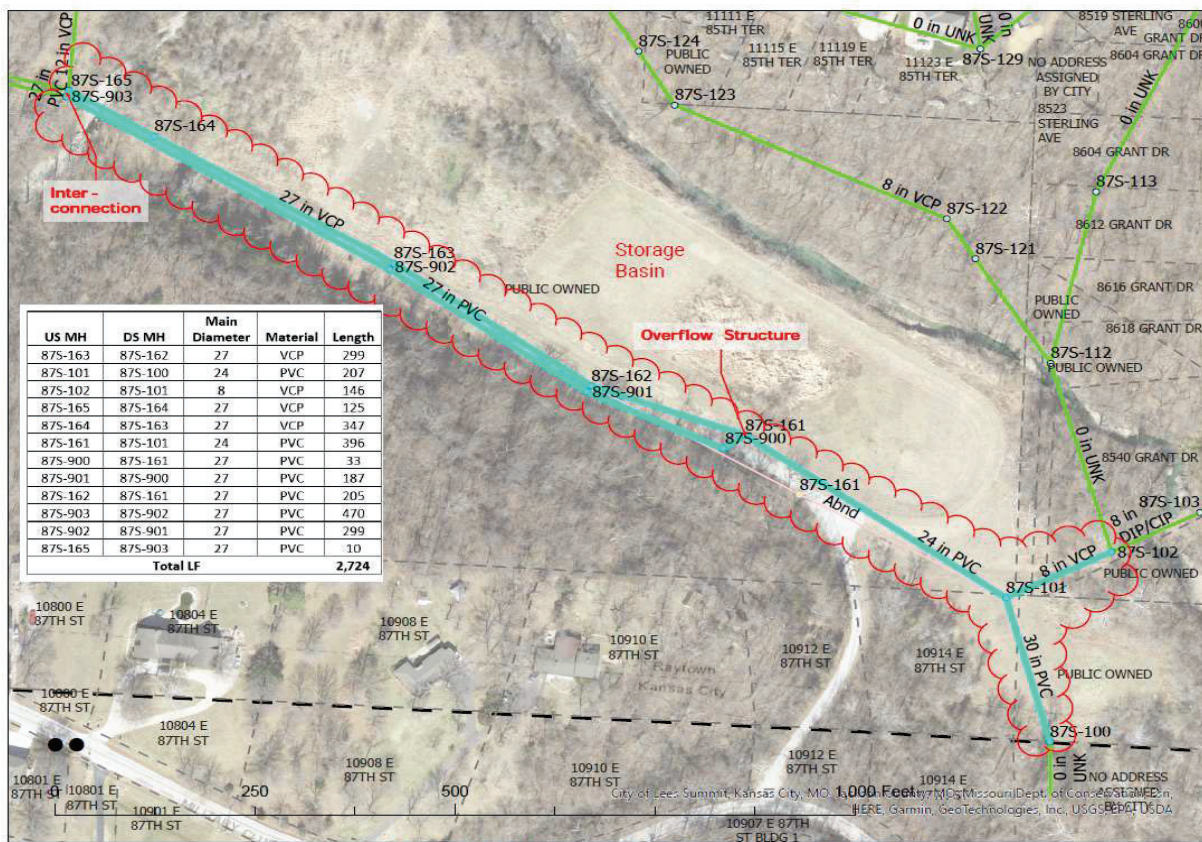 11111 E
85TH TER
87S-124
PUBLIC
OWNED
11115 E
85TH TER
11119 E
85TH TER
0 in UNK
0 in
UNK
11123 E
85TH TER
87S-129
8519 STERLING
AVE
GRANT DR
8604 GRANT DR
NO ADDRESS
ASSIGNED
BY CITY
8523
STERLING
AVE
0 in UNK
27 in
PVC
12 in VCP
87S-165
87S-903
87S-164
87S-123
8604 GRANT DR
87S-113
8612 GRANT DR
Inter -
connection
27 in VCP
8 in VCP
87S-122
87S-121
87S-163
87S-902
Storage
Basin
27 in PVC
PUBLIC OWNED
8616 GRANT DR
PUBLIC
OWNED
8618 GRANT DR
Overflow Structure
87S-112
PUBLIC OWNED
US MH DS MH Main Diameter Material Length
87S-163 87S-162 27 VCP 299
87S-101 87S-100 24 PVC 207
87S-102 87S-101 8 VCP 146
87S-165 87S-164 27 VCP 125
87S-164 87S-163 27 VCP 347
87S-161 87S-101 24 PVC 396
87S-900 87S-161 27 PVC 33
87S-901 87S-900 27 PVC 187
87S-162 87S-161 27 PVC 205
87S-903 87S-902 27 PVC 470
87S-902 87S-901 27 PVC 299
87S-165 87S-903 27 PVC 10
Total LF 2,724
87S-162
87S-901
87S-161
87S-900
0 in UNK
8540 GRANT DR
87S-161
Abnd
87S-103
8 in
DIP/CIP
24 in PVC
8 in VCP
87S-102
PUBLIC OWNED
87S-101
10800 E
87TH ST
10804 E
87TH ST
10908 E
87TH ST
10910 E
87TH ST
10912 E
87TH ST
10914 E
87TH ST
Raytown
Kansas City
30 in PVC
PUBLIC OWNED
10800 E
87TH ST
10804 E
87TH ST
87S-100
10908 E
87TH ST
10910 E
87TH ST
10912 E
87TH ST
10914 E
0 in
UNK
NO ADDRESS
ASSIGNED
BY CITY
10801 E
87TH ST
10801 E
87TH ST
10901 E
87TH ST
0 250 500 1,000 Feet
City of Lees Summit, Kansas City, MO, Missouri Dept. of
HERE, Garmin, GeoTechnologies, Inc., USGS, EPA, USDA
10907 E 87TH
ST BLDG 1